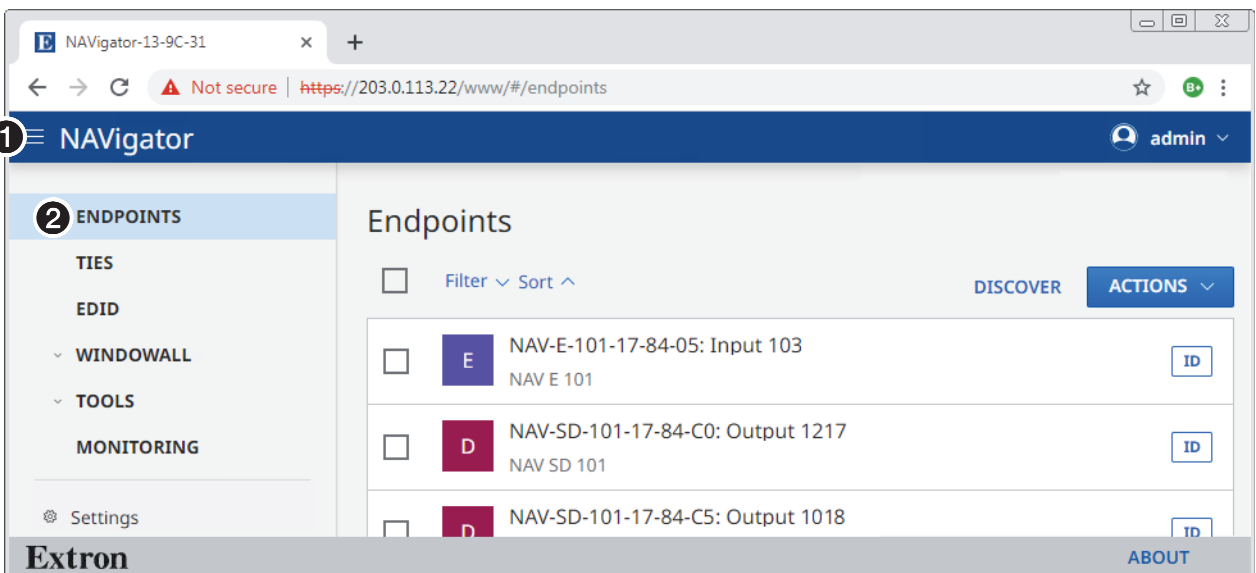 E NAVigator-13-9C-31 × +
Not secure | https://203.0.113.22/www/#/endpoints B+
1 NAVigator admin
2 ENDPOINTS
TIES
EDID
WINDOWALL
TOOLS
MONITORING
Settings
Endpoints
Filter Sort DISCOVER ACTIONS
E NAV-E-101-17-84-05: Input 103 ID
NAV E 101
D NAV-SD-101-17-84-C0: Output 1217 ID
NAV SD 101
D NAV-SD-101-17-84-C5: Output 1018 ID
Extron ABOUT